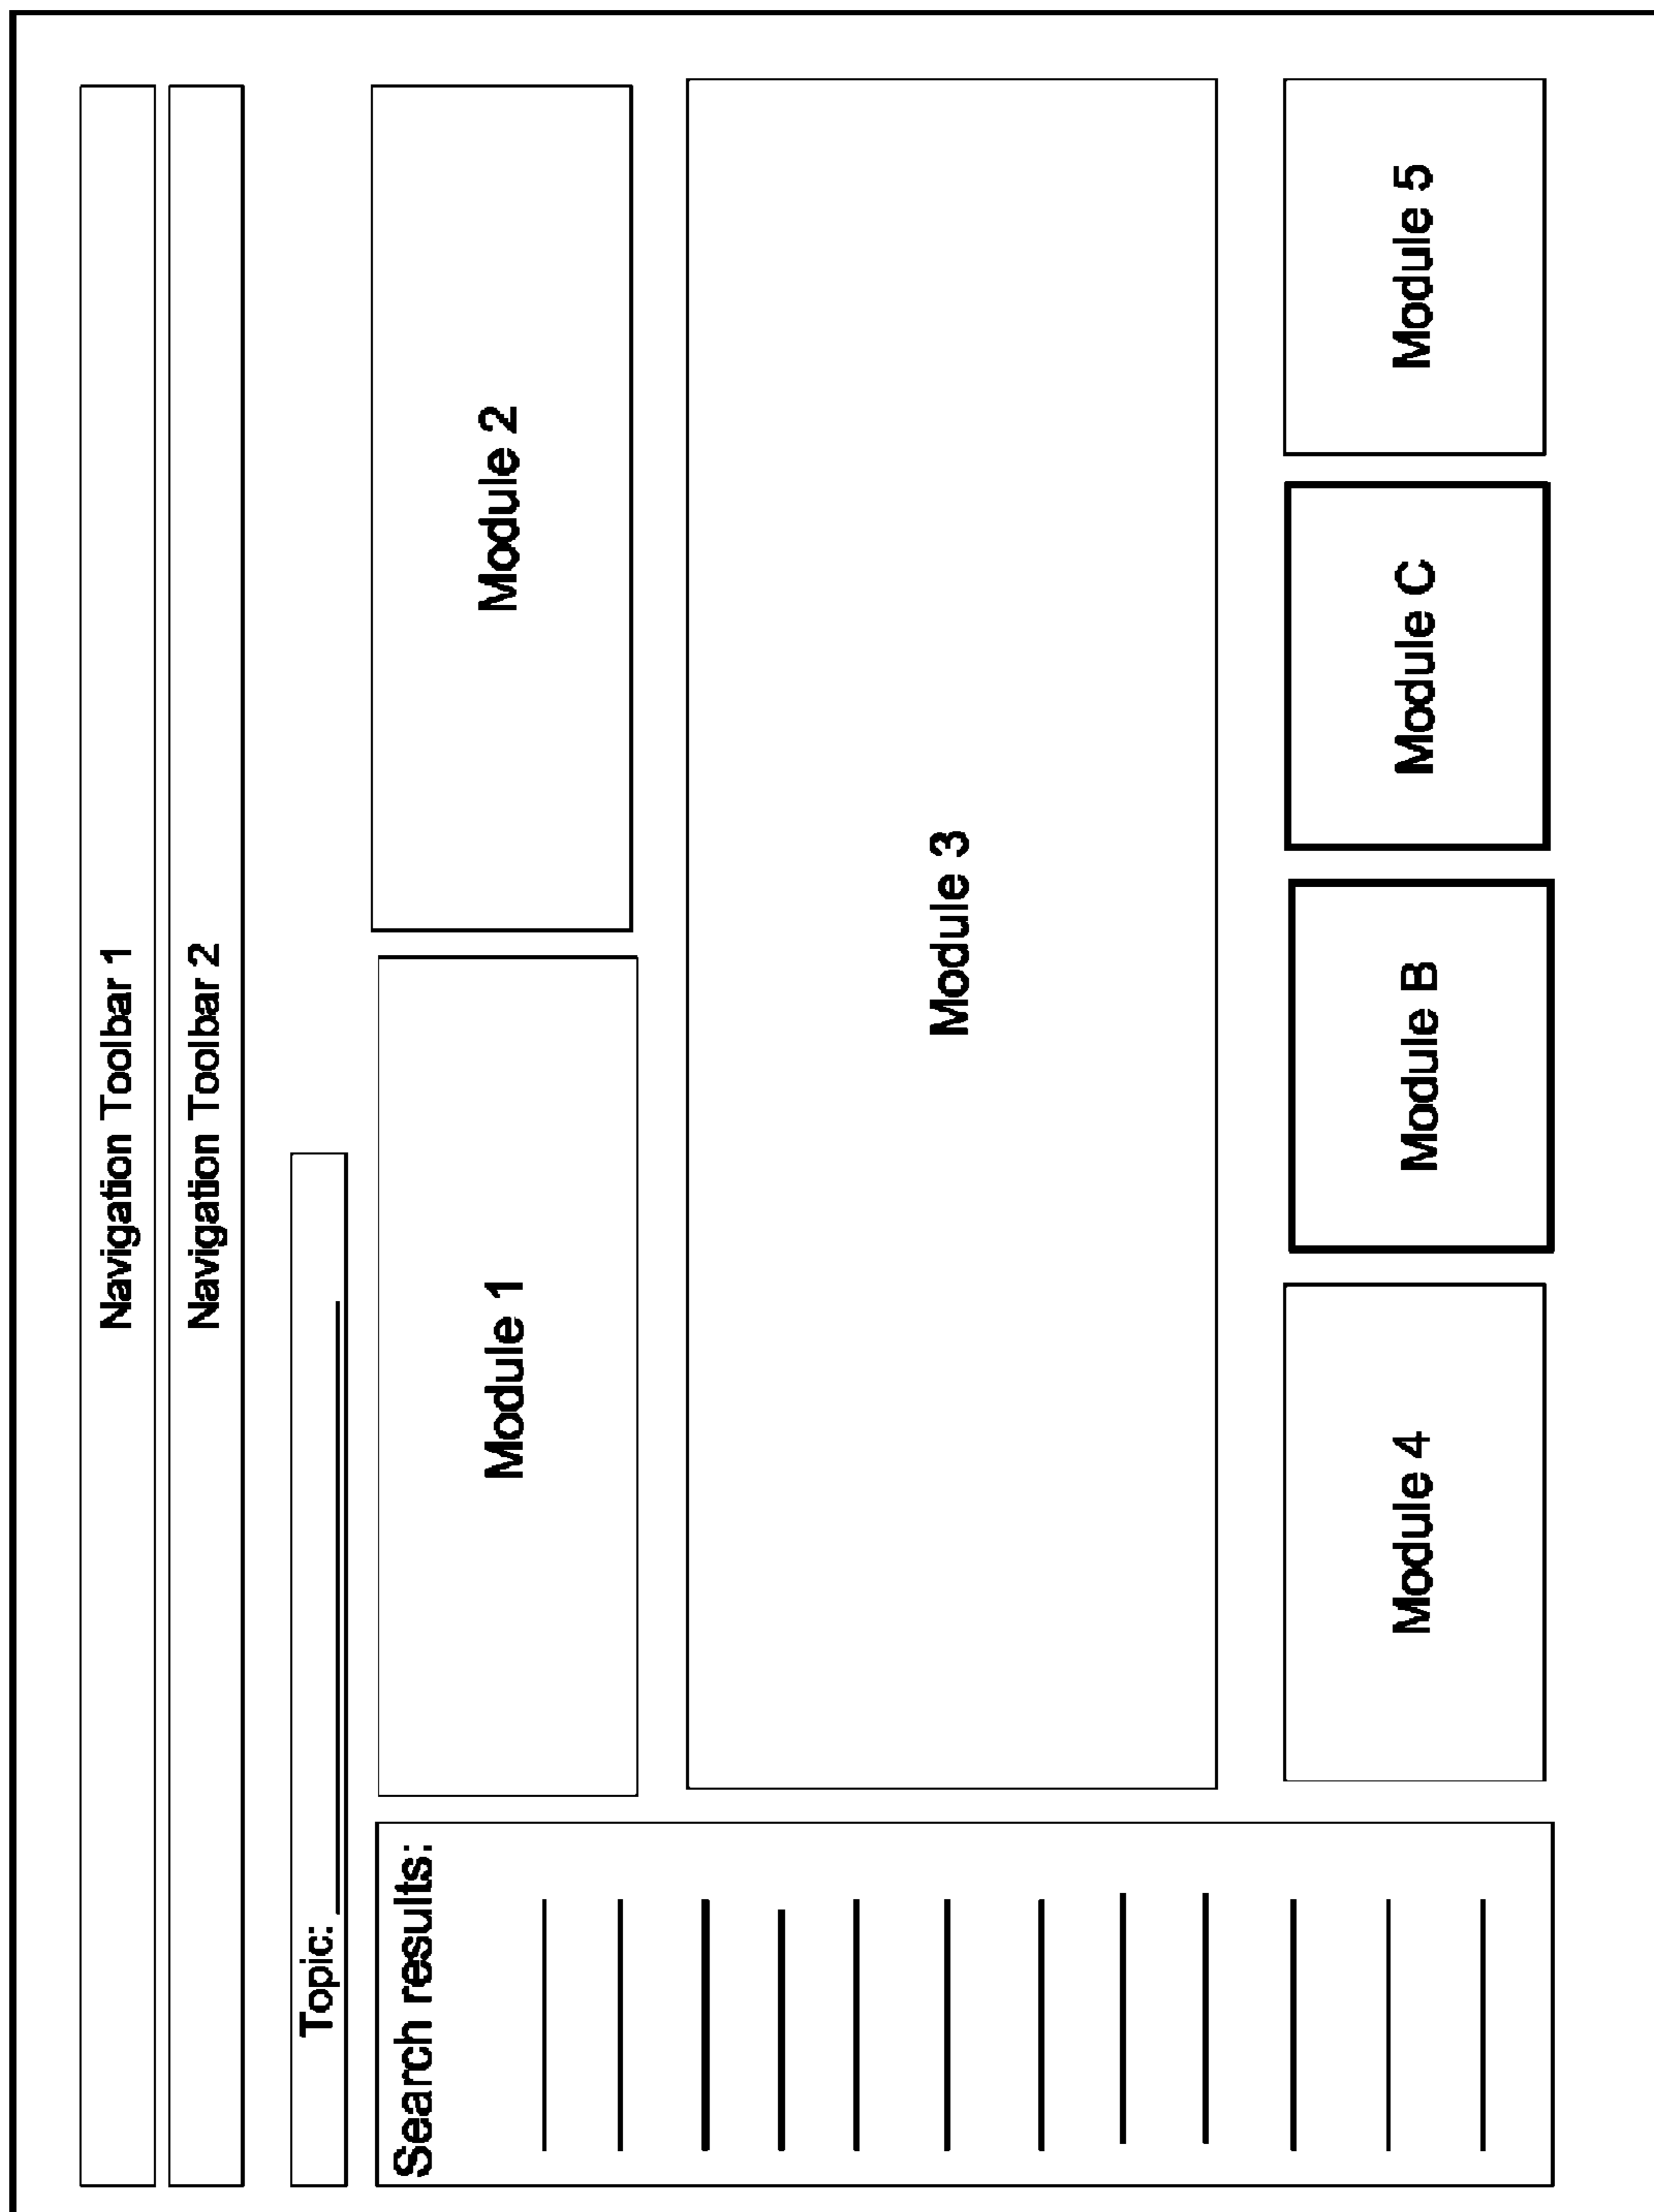 Navigation Toolbar 1
Navigation Toolbar 2
Topic:
Search results:
Module 1
Module 2
Module 3
Module 4
Module B
Module C
Module 5